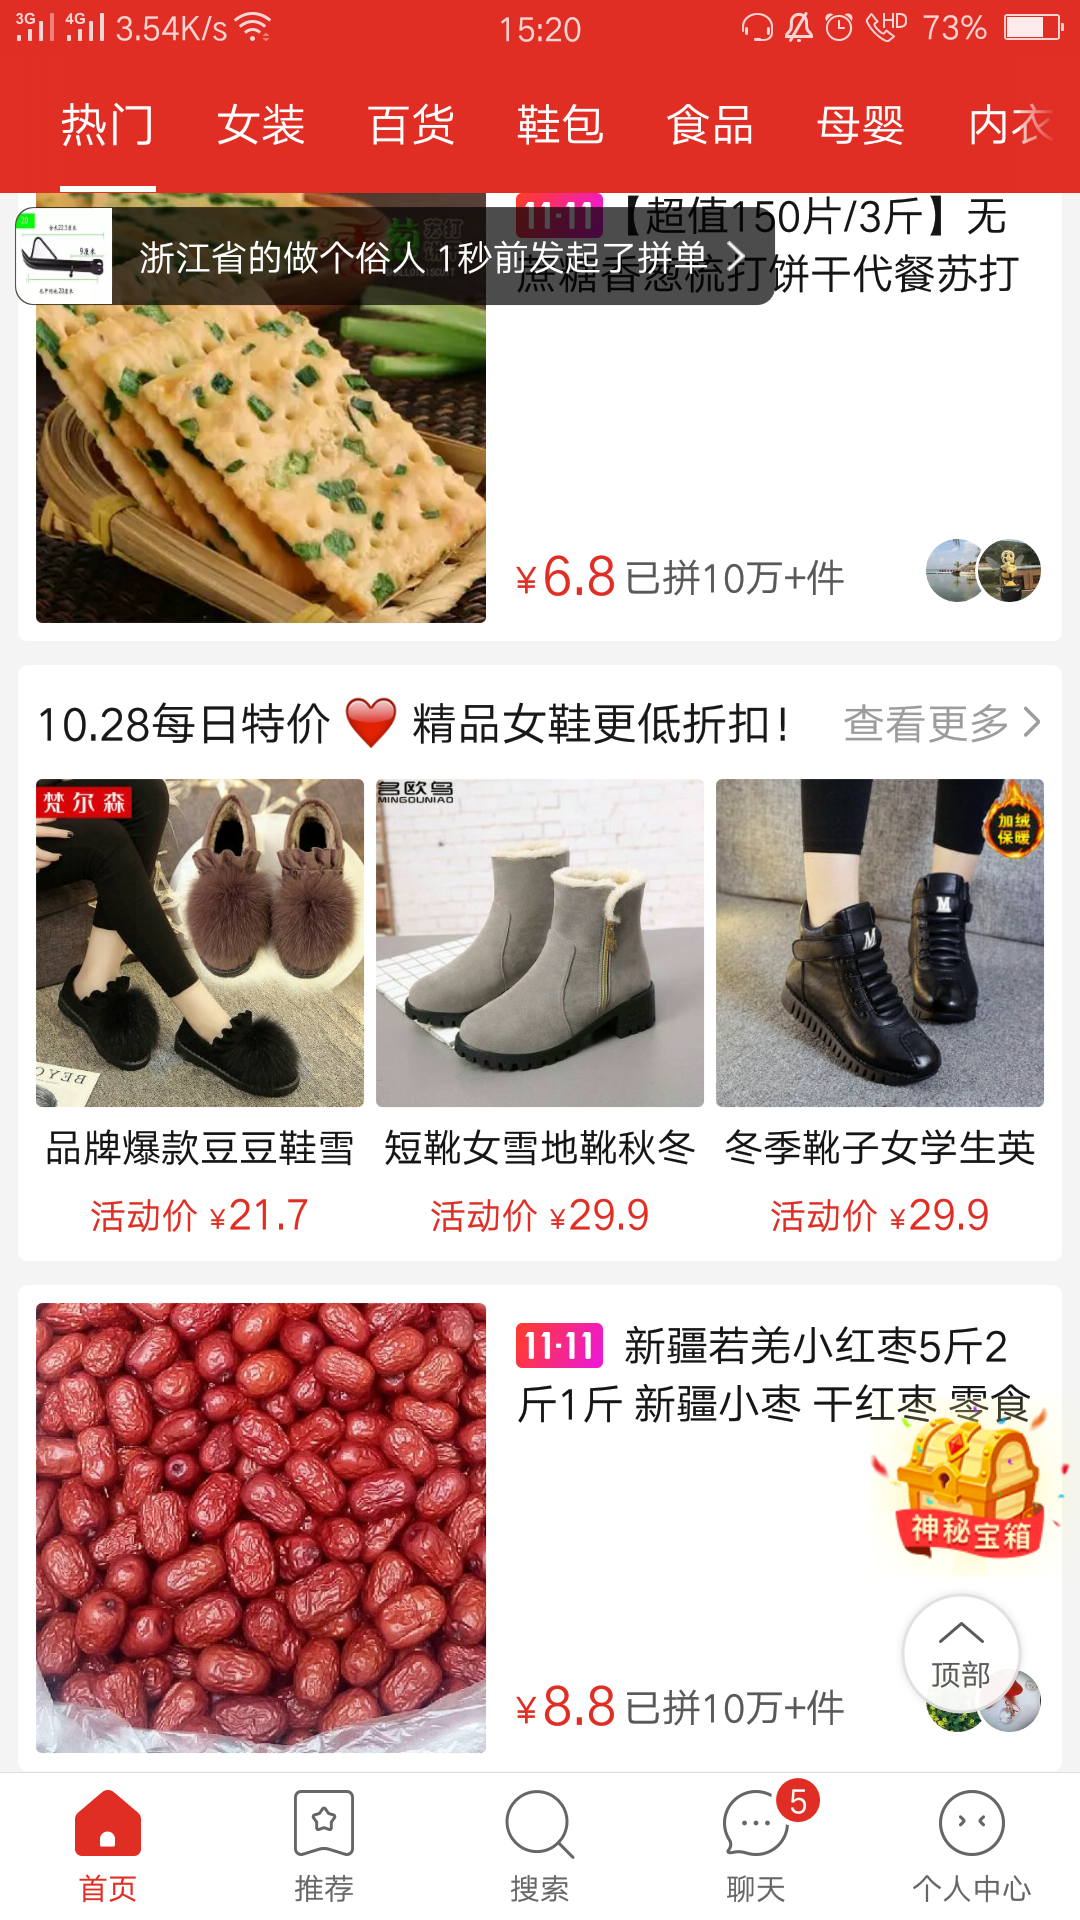 3G 4G 3.54K/s 15:20 HD 73%
热门 女装 百货 鞋包 食品 母婴 内衣
11·11 【超值150片/3斤】无
蔗糖香葱梳打饼干代餐苏打
浙江省的做个俗人 1秒前发起了拼单
¥6.8 已拼10万+件
10.28每日特价 ❤ 精品女鞋更低折扣! 查看更多
梵尔森
名欧鸟
MINGOUNIAO
加绒
保暖
品牌爆款豆豆鞋雪 短靴女雪地靴秋冬 冬季靴子女学生英
活动价 ¥21.7 活动价 ¥29.9 活动价 ¥29.9
11·11 新疆若羌小红枣5斤2
斤1斤 新疆小枣 干红枣 零食
神秘宝箱
顶部
¥8.8 已拼10万+件
5
首页 推荐 搜索 聊天 个人中心